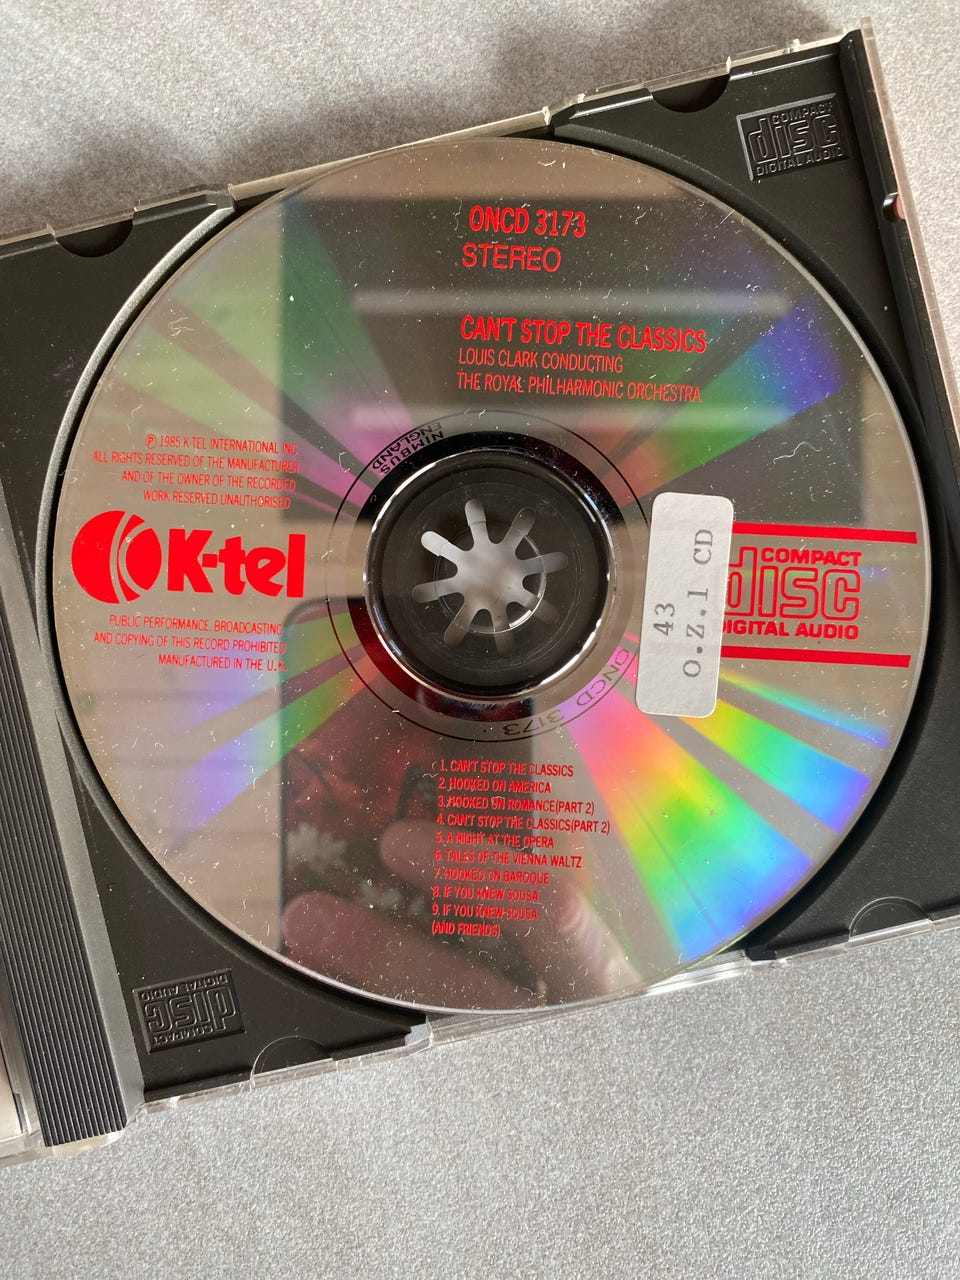 COMPACT
disc
DIGITAL AUDIO
ONCD 3173
STEREO
CAN'T STOP THE CLASSICS
LOUIS CLARK CONDUCTING
THE ROYAL PHILHARMONIC ORCHESTRA
NIMBUS
ENGLAND
℗ 1985 K-TEL INTERNATIONAL INC
ALL RIGHTS RESERVED OF THE MANUFACTURER
AND OF THE OWNER OF THE RECORDED
WORK RESERVED UNAUTHORISED
K-tel
PUBLIC PERFORMANCE, BROADCASTING
AND COPYING OF THIS RECORD PROHIBITED
MANUFACTURED IN THE U.K.
43
O.Z.1 CD
COMPACT
disc
DIGITAL AUDIO
ONCD 3173
1. CAN'T STOP THE CLASSICS
2. HOOKED ON AMERICA
3. HOOKED ON ROMANCE(PART 2)
4. CAN'T STOP THE CLASSICS(PART 2)
5. A NIGHT AT THE OPERA
6. TALES OF THE VIENNA WALTZ
7. HOOKED ON BAROQUE
8. IF YOU KNEW SOUSA
9. IF YOU KNEW SOUSA
(AND FRIENDS)
COMPACT
disc
DIGITAL AUDIO